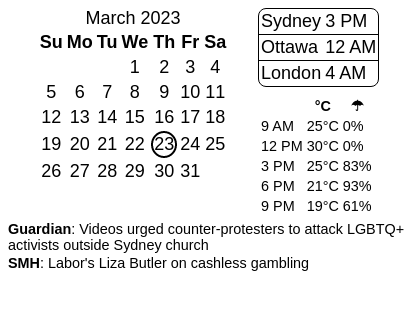 March 2023
Su Mo Tu We Th Fr Sa
1 2 3 4
5 6 7 8 9 10 11
12 13 14 15 16 17 18
19 20 21 22 23 24 25
26 27 28 29 30 31
Sydney 3 PM
Ottawa 12 AM
London 4 AM
°C ☂
9 AM 25°C 0%
12 PM 30°C 0%
3 PM 25°C 83%
6 PM 21°C 93%
9 PM 19°C 61%
Guardian: Videos urged counter-protesters to attack LGBTQ+
activists outside Sydney church
SMH: Labor's Liza Butler on cashless gambling